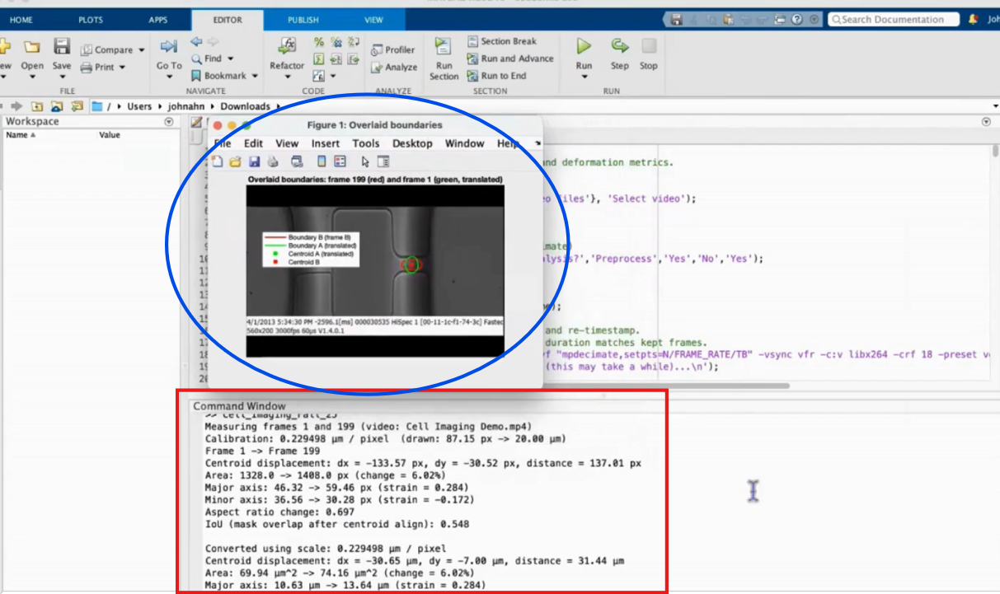 HOME PLOTS APPS EDITOR PUBLISH VIEW
Search Documentation
Open Save Compare Print
FILE
Go To Find Bookmark
NAVIGATE
Refactor
CODE
Profiler Analyze
ANALYZE
Run Section Section Break Run and Advance Run to End
SECTION
Run Step Stop
RUN
/ Users johnahn Downloads
Workspace
Name Value
Figure 1: Overlaid boundaries
File Edit View Insert Tools Desktop Window Help
Overlaid boundaries: frame 199 (red) and frame 1 (green, translated)
Boundary B (frame B)
Boundary A (translated)
Centroid A (translated)
Centroid B
4/1/2013 5:34:30 PM -2596.1[ms] 000030535 HiSpec 1 [00-11-1c-f1-74-3c] Fastec
560x200 3000fps 60µs V1.4.0.1
and deformation metrics.
iles'}, 'Select video');
alysis?','Preprocess','Yes','No','Yes');
and re-timestamp.
duration matches kept frames.
"mpdecimate,setpts=N/FRAME_RATE/TB" -vsync vfr -c:v libx264 -crf 18 -preset
(this may take a while)...\n');
Command Window
Measuring frames 1 and 199 (video: Cell Imaging Demo.mp4)
Calibration: 0.229498 µm / pixel (drawn: 87.15 px -> 20.00 µm)
Frame 1 -> Frame 199
Centroid displacement: dx = -133.57 px, dy = -30.52 px, distance = 137.01 px
Area: 1328.0 -> 1408.0 px (change = 6.02%)
Major axis: 46.32 -> 59.46 px (strain = 0.284)
Minor axis: 36.56 -> 30.28 px (strain = -0.172)
Aspect ratio change: 0.697
IoU (mask overlap after centroid align): 0.548
Converted using scale: 0.229498 µm / pixel
Centroid displacement: dx = -30.65 µm, dy = -7.00 µm, distance = 31.44 µm
Area: 69.94 µm^2 -> 74.16 µm^2 (change = 6.02%)
Major axis: 10.63 µm -> 13.64 µm (strain = 0.284)